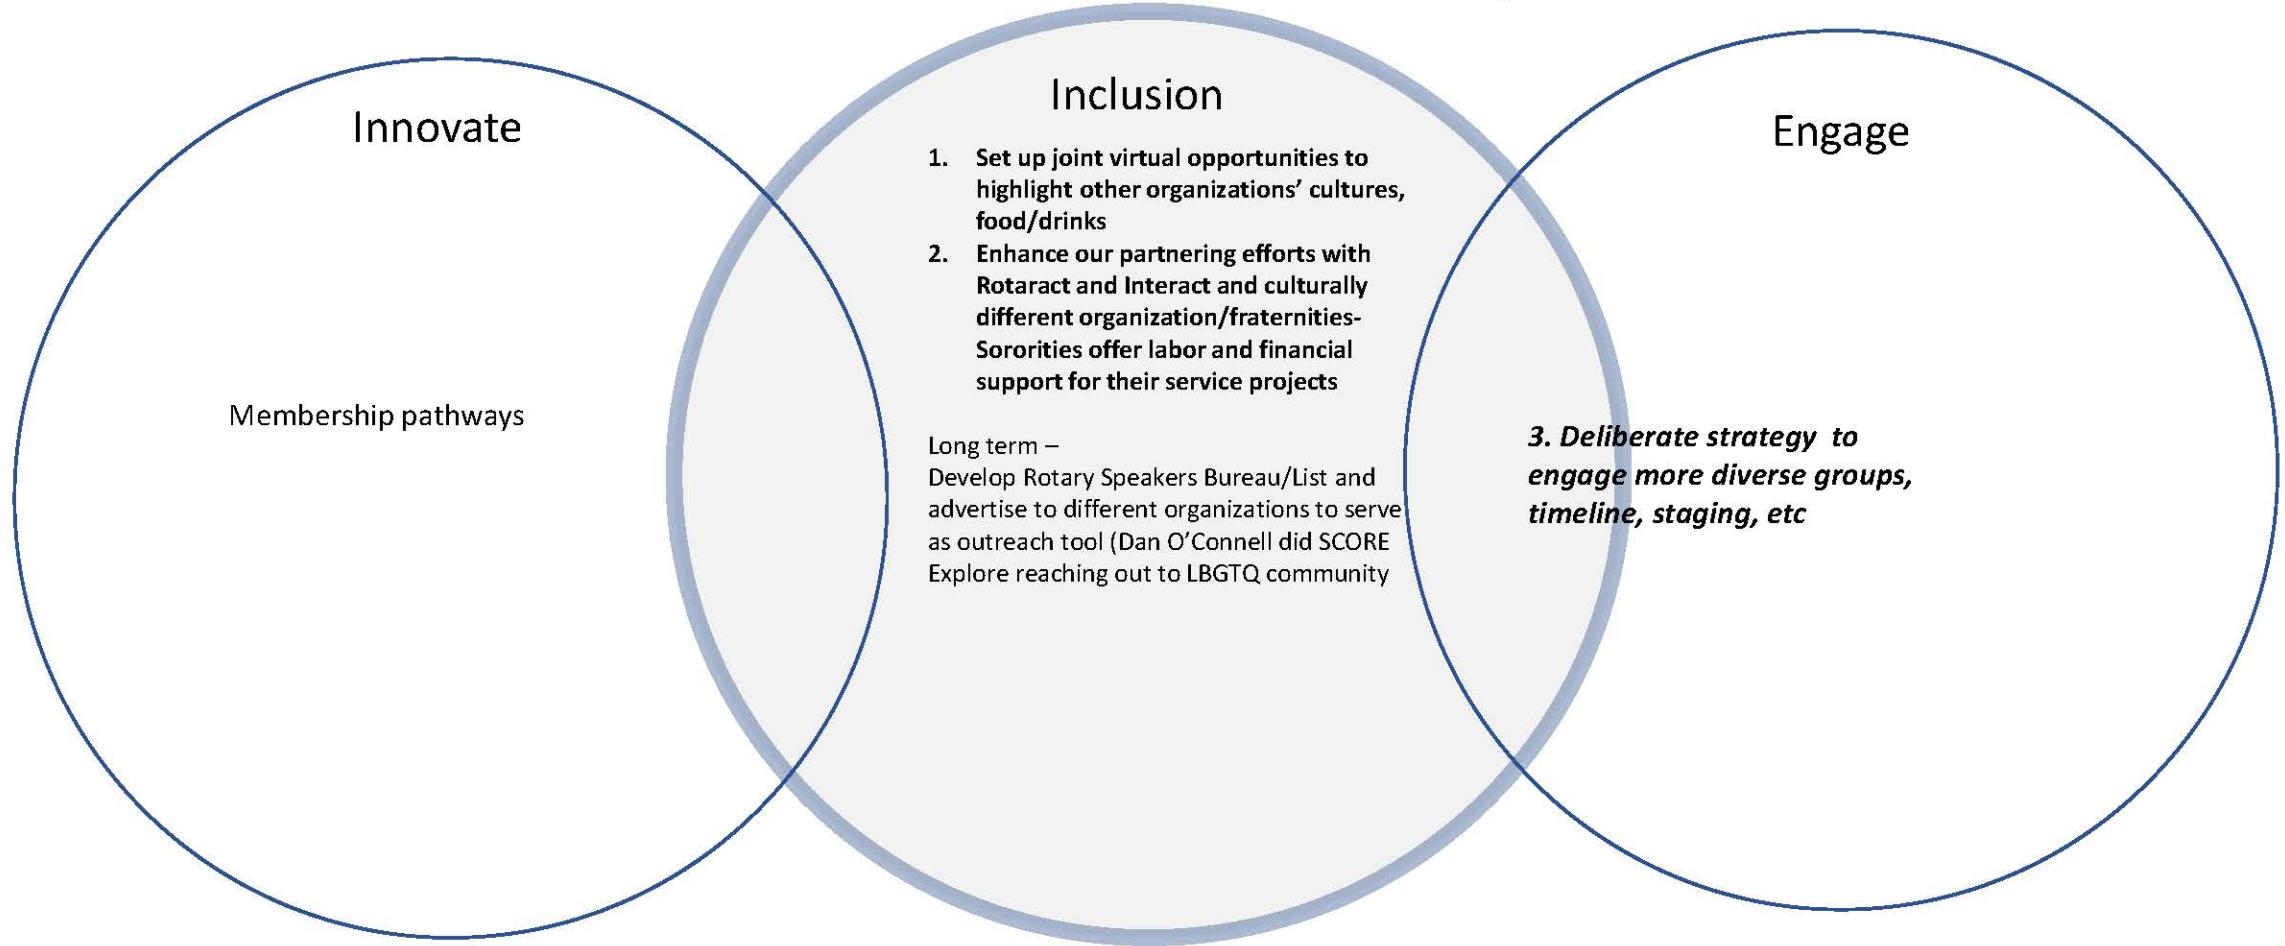 Innovate
Membership pathways
Inclusion
1. Set up joint virtual opportunities to
highlight other organizations’ cultures,
food/drinks
2. Enhance our partnering efforts with
Rotaract and Interact and culturally
different organization/fraternities-
Sororities offer labor and financial
support for their service projects
Long term –
Develop Rotary Speakers Bureau/List and
advertise to different organizations to serve
as outreach tool (Dan O’Connell did SCORE
Explore reaching out to LBGTQ community
Engage
3. Deliberate strategy to
engage more diverse groups,
timeline, staging, etc